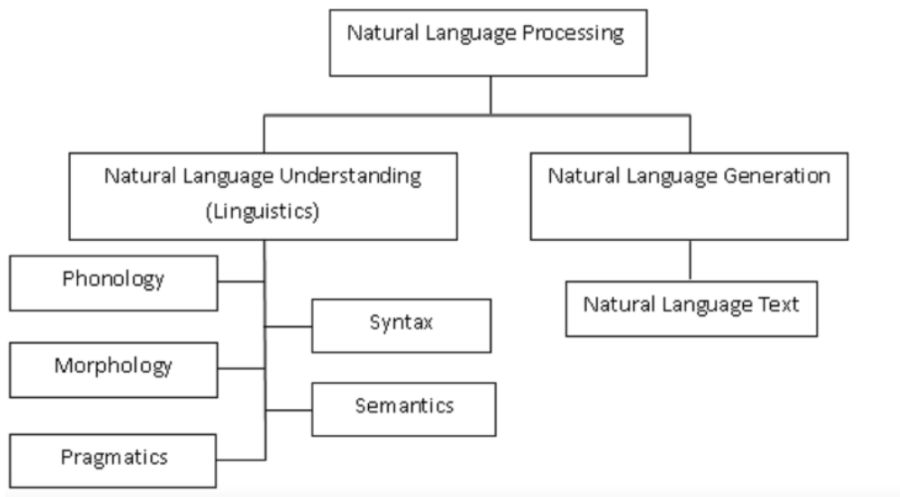 Natural Language Processing
Natural Language Understanding
(Linguistics)
Natural Language Generation
Phonology
Natural Language Text
Syntax
Morphology
Semantics
Pragmatics